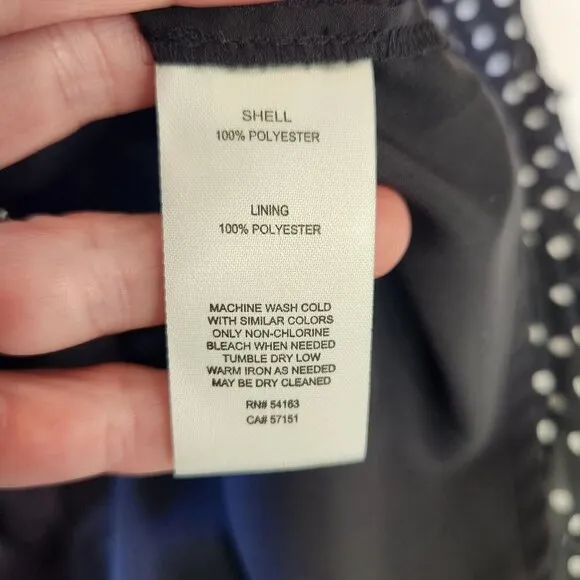 SHELL
100% POLYESTER
LINING
100% POLYESTER
MACHINE WASH COLD
WITH SIMILAR COLORS
ONLY NON-CHLORINE
BLEACH WHEN NEEDED
TUMBLE DRY LOW
WARM IRON AS NEEDED
MAY BE DRY CLEANED
RN# 54163
CA# 57151